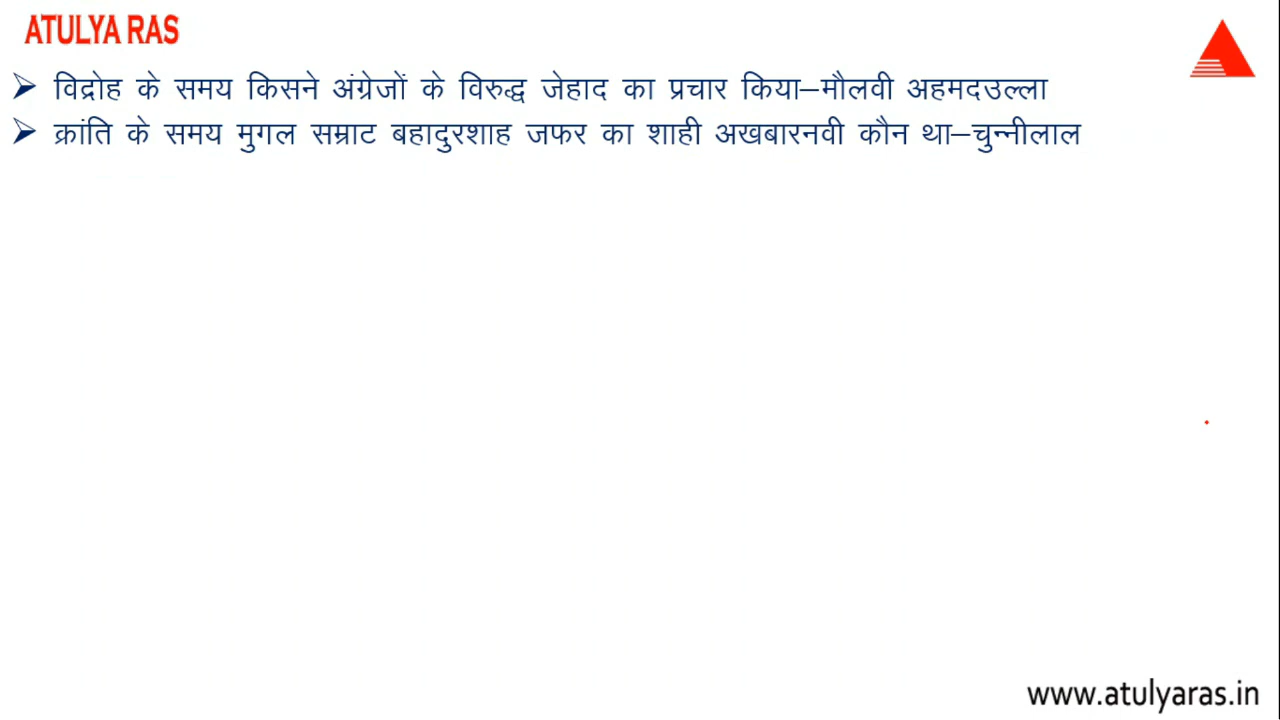 ATULYA RAS
➢ विद्रोह के समय किसने अंग्रेजों के विरुद्ध जेहाद का प्रचार किया–मौलवी अहमदउल्ला
➢ क्रांति के समय मुगल सम्राट बहादुरशाह जफर का शाही अखबारनवी कौन था–चुन्नीलाल
www.atulyaras.in